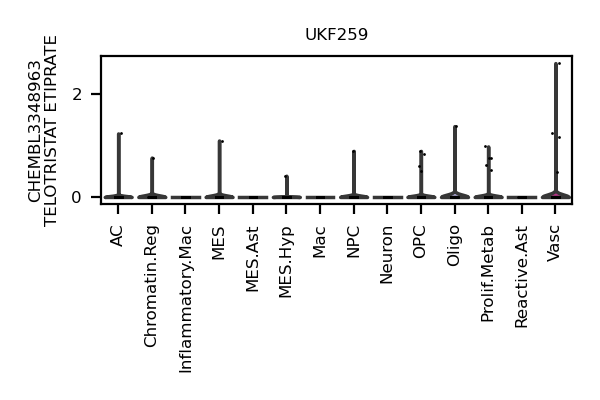 UKF259
CHEMBL3348963
TELOTRISTAT ETIPRATE
2
0
AC
Chromatin.Reg
Inflammatory.Mac
MES
MES.Ast
MES.Hyp
Mac
NPC
Neuron
OPC
Oligo
Prolif.Metab
Reactive.Ast
Vasc